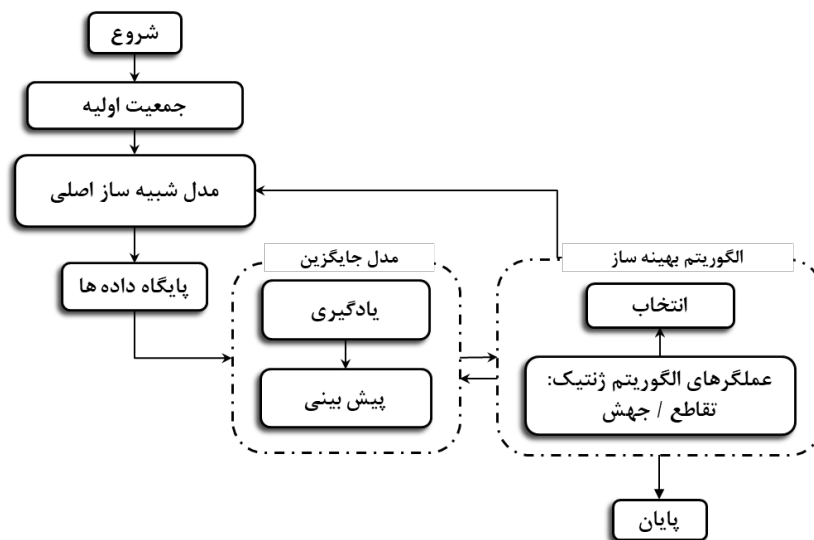 شروع
جمعیت اولیه
مدل شبیه ساز اصلی
پایگاه داده ها
مدل جایگزین
یادگیری
پیش بینی
الگوریتم بهینه ساز
انتخاب
عملگرهای الگوریتم ژنتیک:
تقاطع / جهش
پایان